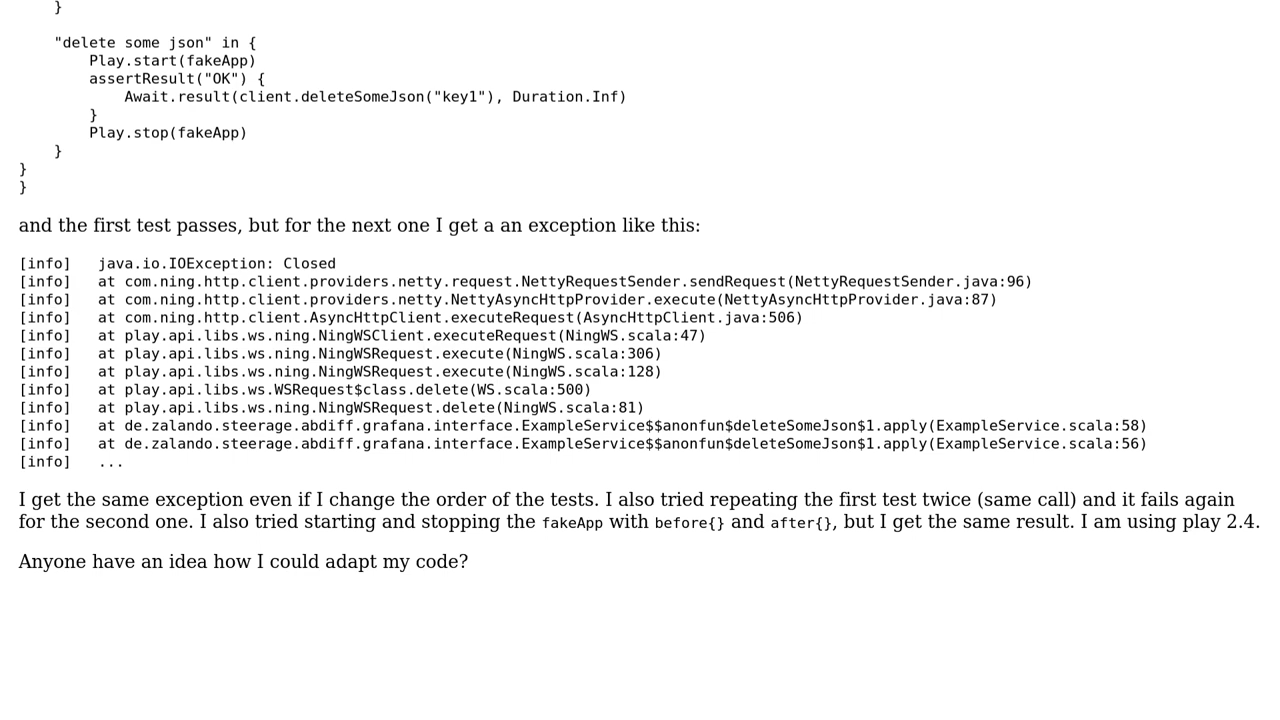 }

    "delete some json" in {
        Play.start(fakeApp)
        assertResult("OK") {
            Await.result(client.deleteSomeJson("key1"), Duration.Inf)
        }
        Play.stop(fakeApp)
    }
}
}
and the first test passes, but for the next one I get a an exception like this:
[info]   java.io.IOException: Closed
[info]   at com.ning.http.client.providers.netty.request.NettyRequestSender.sendRequest(NettyRequestSender.java:96)
[info]   at com.ning.http.client.providers.netty.NettyAsyncHttpProvider.execute(NettyAsyncHttpProvider.java:87)
[info]   at com.ning.http.client.AsyncHttpClient.executeRequest(AsyncHttpClient.java:506)
[info]   at play.api.libs.ws.ning.NingWSClient.executeRequest(NingWS.scala:47)
[info]   at play.api.libs.ws.ning.NingWSRequest.execute(NingWS.scala:306)
[info]   at play.api.libs.ws.ning.NingWSRequest.execute(NingWS.scala:128)
[info]   at play.api.libs.ws.WSRequest$class.delete(WS.scala:500)
[info]   at play.api.libs.ws.ning.NingWSRequest.delete(NingWS.scala:81)
[info]   at de.zalando.steerage.abdiff.grafana.interface.ExampleService$$anonfun$deleteSomeJson$1.apply(ExampleService.scala:58)
[info]   at de.zalando.steerage.abdiff.grafana.interface.ExampleService$$anonfun$deleteSomeJson$1.apply(ExampleService.scala:56)
[info]   ...
I get the same exception even if I change the order of the tests. I also tried repeating the first test twice (same call) and it fails again
for the second one. I also tried starting and stopping the fakeApp with before{} and after{}, but I get the same result. I am using play 2.4.
Anyone have an idea how I could adapt my code?